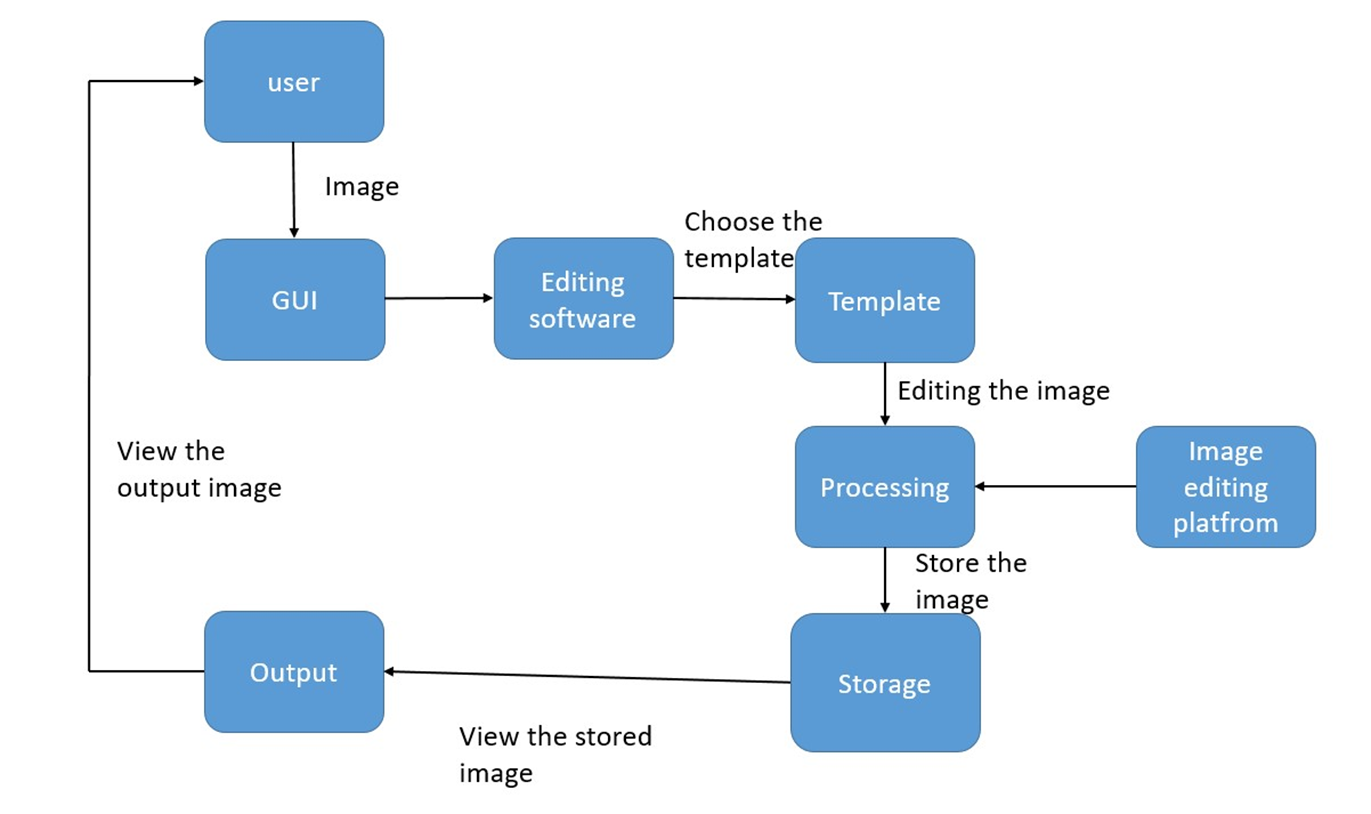 user
Image
Choose the
template
GUI
Editing
software
Template
Editing the image
View the
output image
Processing
Image
editing
platfrom
Store the
image
Output
Storage
View the stored
image